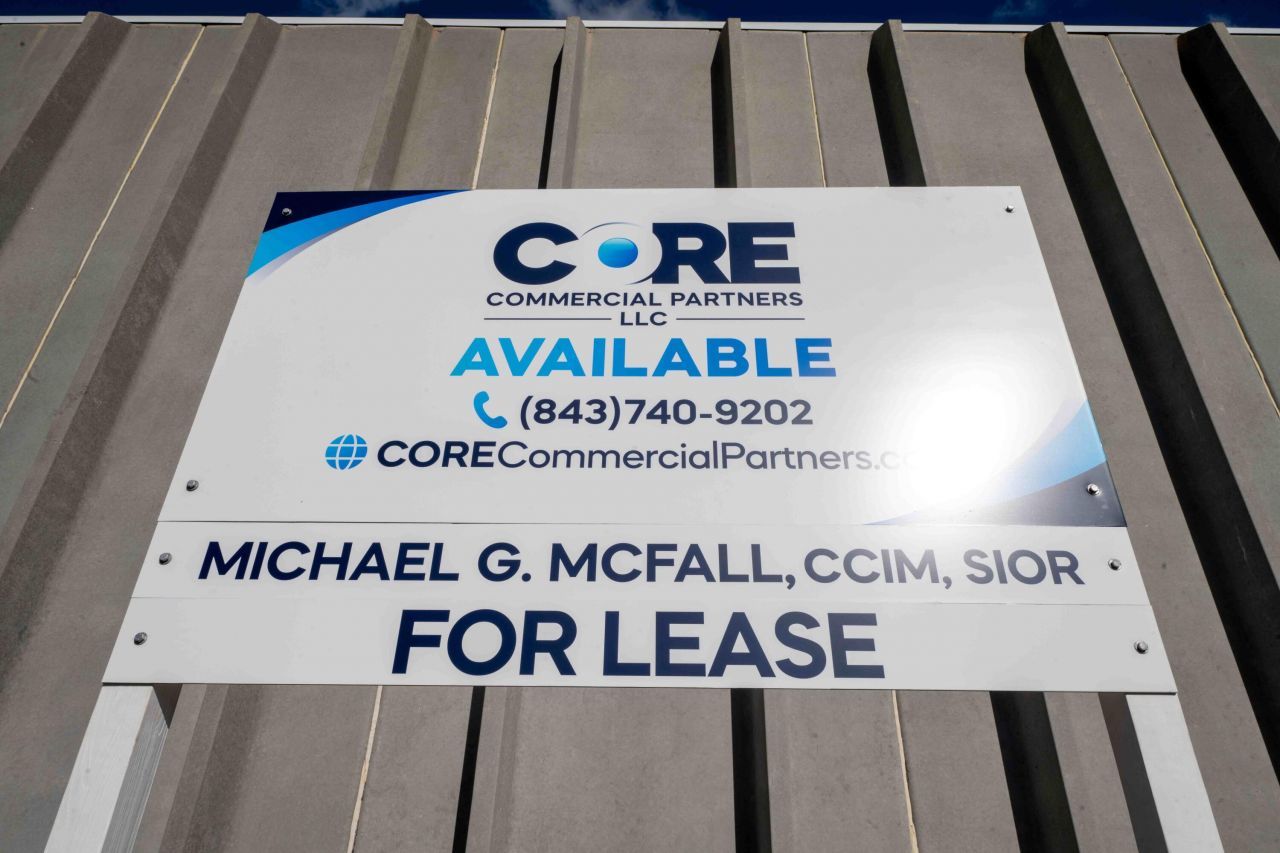 CORE
COMMERCIAL PARTNERS
LLC
AVAILABLE
(843)740-9202
CORECommercialPartners.co
MICHAEL G. MCFALL, CCIM, SIOR
FOR LEASE